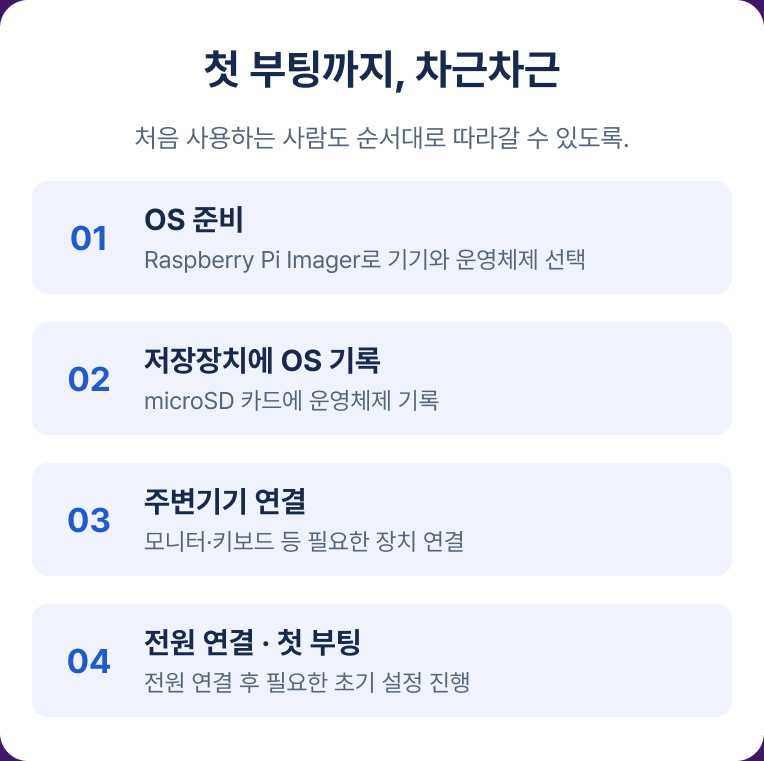 첫 부팅까지, 차근차근
처음 사용하는 사람도 순서대로 따라갈 수 있도록.
01
OS 준비
Raspberry Pi Imager로 기기와 운영체제 선택
02
저장장치에 OS 기록
microSD 카드에 운영체제 기록
03
주변기기 연결
모니터·키보드 등 필요한 장치 연결
04
전원 연결 · 첫 부팅
전원 연결 후 필요한 초기 설정 진행